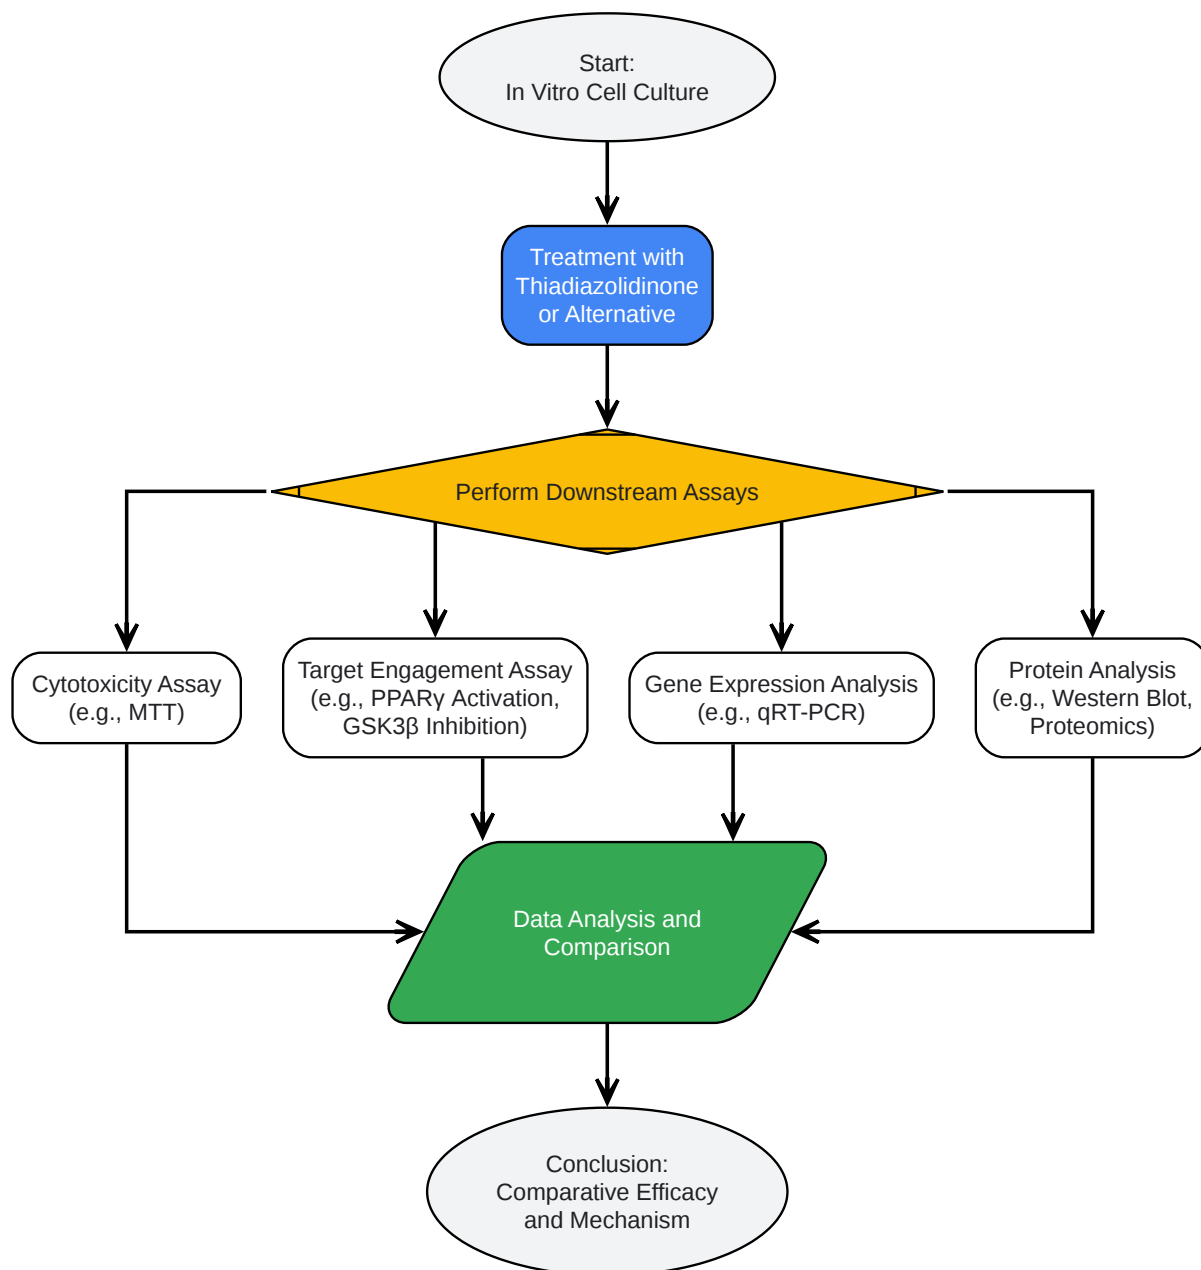 Start:
In Vitro Cell Culture
Treatment with
Thiadiazolidinone
or Alternative
Perform Downstream Assays
Cytotoxicity Assay
(e.g., MTT)
Target Engagement Assay
(e.g., PPARγ Activation,
GSK3β Inhibition)
Gene Expression Analysis
(e.g., qRT-PCR)
Protein Analysis
(e.g., Western Blot,
Proteomics)
Data Analysis and
Comparison
Conclusion:
Comparative Efficacy
and Mechanism